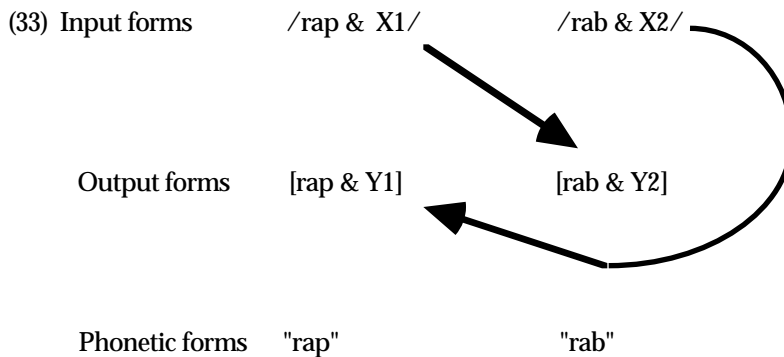 (33) Input forms /rap & X1/ /rab & X2/
Output forms [rap & Y1] [rab & Y2]
Phonetic forms "rap" "rab"